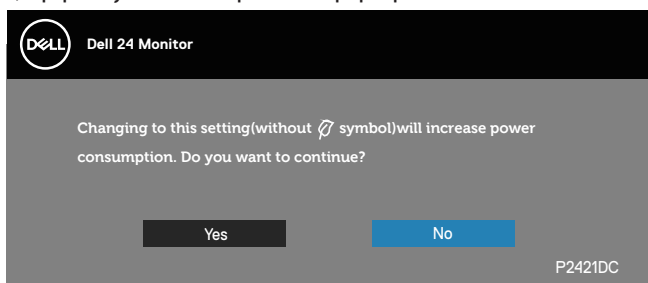 DELL
Dell 24 Monitor
Changing to this setting(without symbol)will increase power
consumption. Do you want to continue?
Yes
No
P2421DC